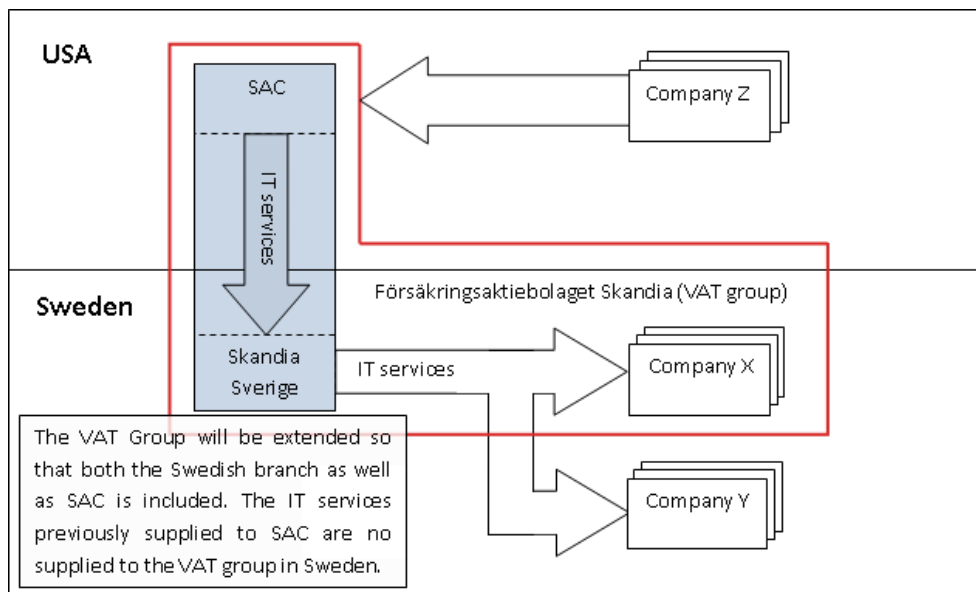 USA
SAC
Company Z
IT services
Sweden
Försäkringsaktiebolaget Skandia (VAT group)
Skandia
Sverige
IT services
Company X
Company Y
The VAT Group will be extended so
that both the Swedish branch as well
as SAC is included. The IT services
previously supplied to SAC are no
supplied to the VAT group in Sweden.